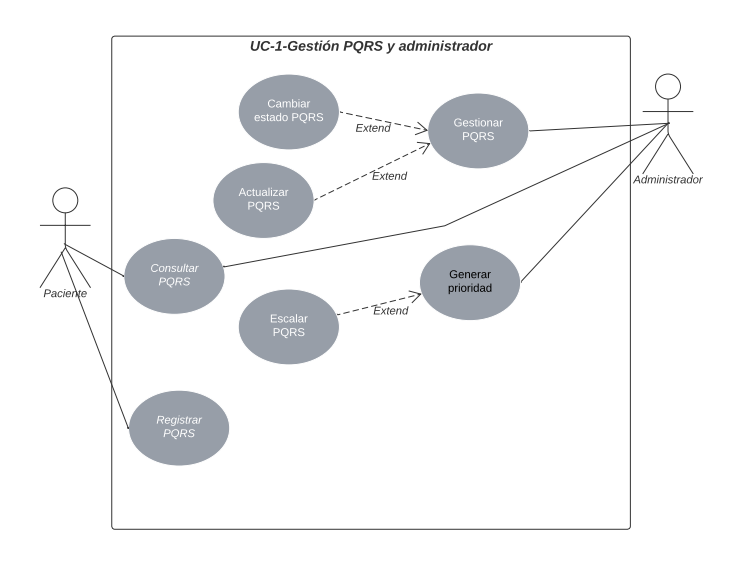 UC-1-Gestión PQRS y administrador
Cambiar
estado PQRS
Extend
Gestionar
PQRS
Actualizar
PQRS
Extend
Administrador
Paciente
Consultar
PQRS
Generar
prioridad
Escalar
PQRS
Extend
Registrar
PQRS